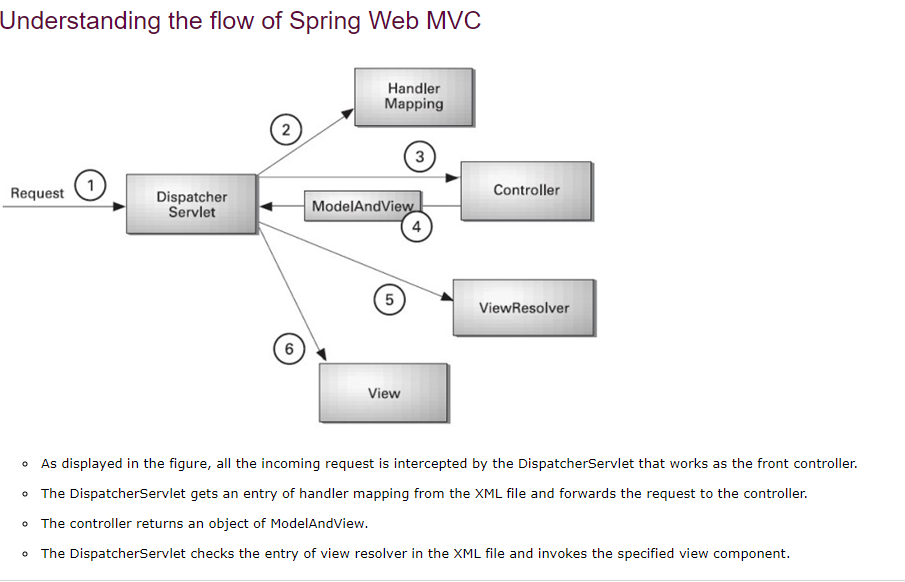 Understanding the flow of Spring Web MVC
Handler
Mapping
2
3
1
Request
Dispatcher
Servlet
Controller
ModelAndView
4
5
ViewResolver
6
View
As displayed in the figure, all the incoming request is intercepted by the DispatcherServlet that works as the front controller.
The DispatcherServlet gets an entry of handler mapping from the XML file and forwards the request to the controller.
The controller returns an object of ModelAndView.
The DispatcherServlet checks the entry of view resolver in the XML file and invokes the specified view component.